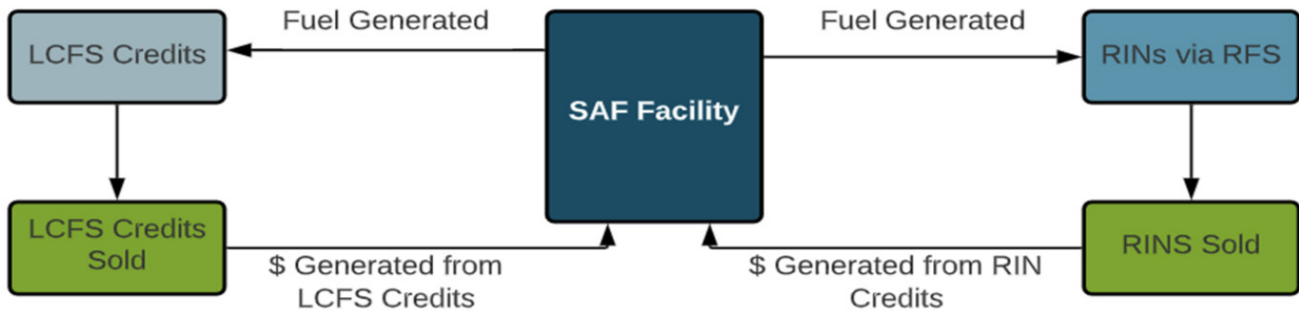 Fuel Generated
Fuel Generated
LCFS Credits
SAF Facility
RINs via RFS
LCFS Credits
Sold
$ Generated from
LCFS Credits
$ Generated from RIN
Credits
RINS Sold